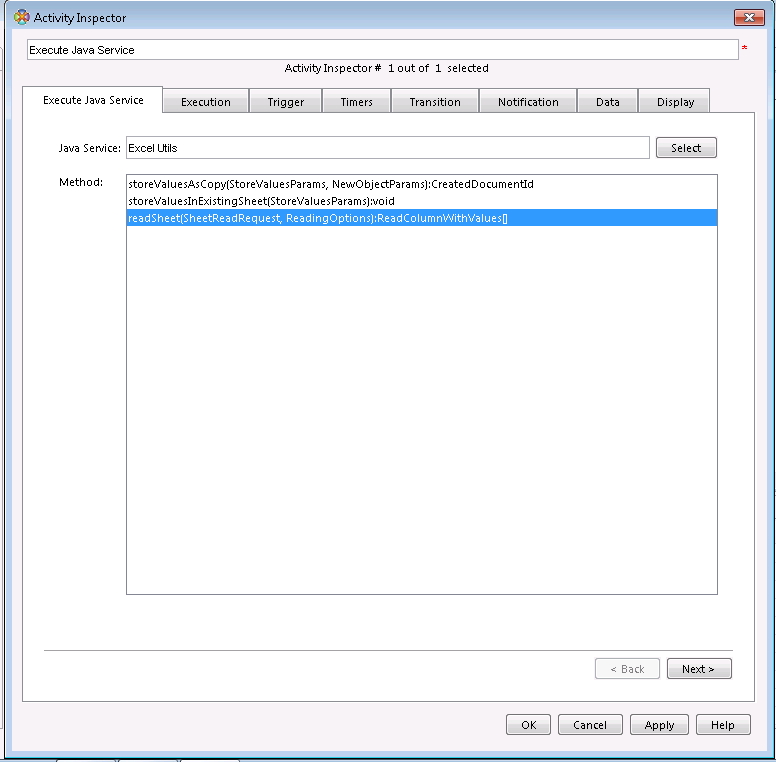 Activity Inspector
Execute Java Service
*
Activity Inspector # 1 out of 1 selected
Execute Java Service Execution Trigger Timers Transition Notification Data Display
Java Service: Excel Utils Select
Method:
storeValuesAsCopy(StoreValuesParams, NewObjectParams):CreatedDocumentId
storeValuesInExistingSheet(StoreValuesParams):void
readSheet(SheetReadRequest, ReadingOptions):ReadColumnWithValues[]
< Back Next >
OK Cancel Apply Help